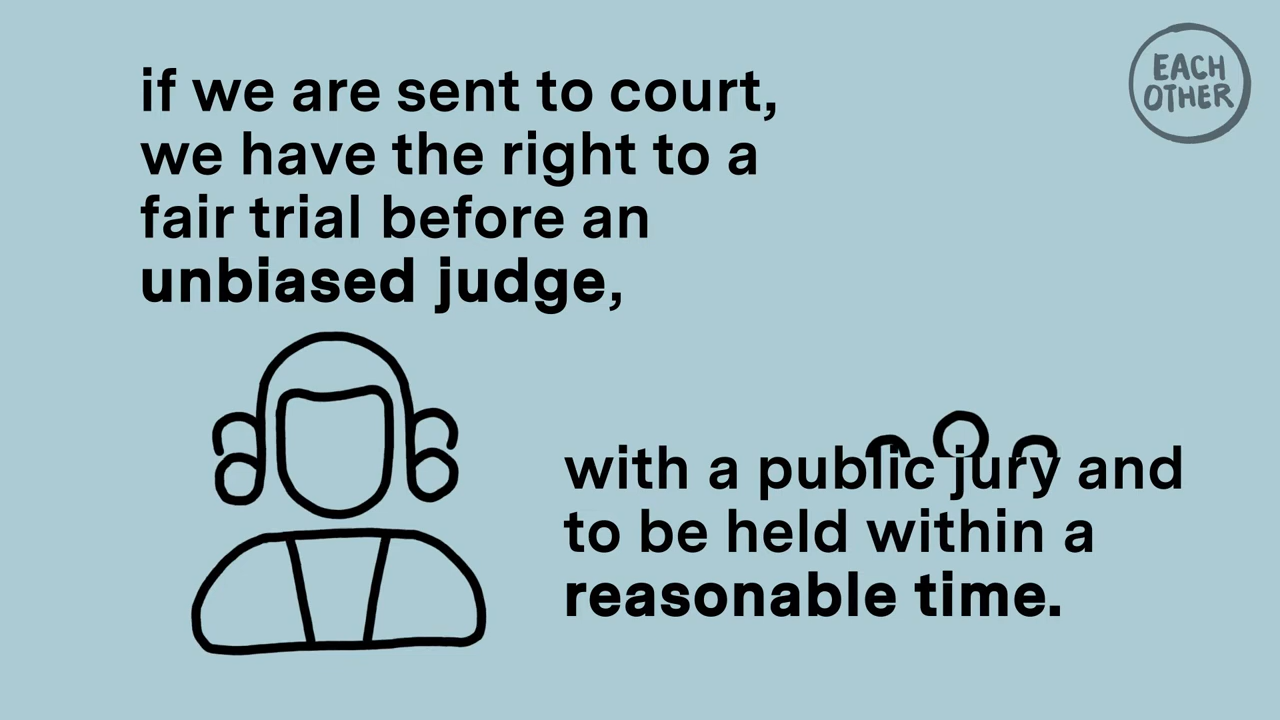 EACH
OTHER
if we are sent to court,
we have the right to a
fair trial before an
unbiased judge,
with a public jury and
to be held within a
reasonable time.